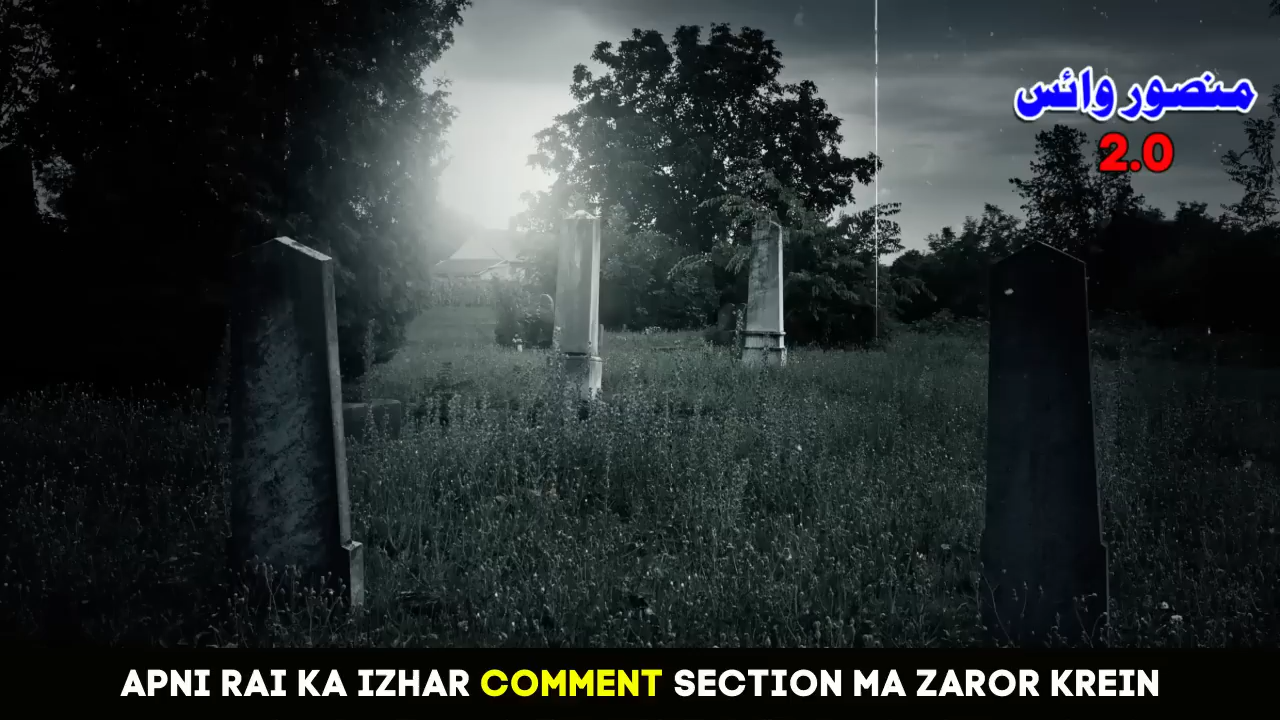 منصور وائس
2.0
APNI RAI KA IZHAR COMMENT SECTION MA ZAROR KREIN